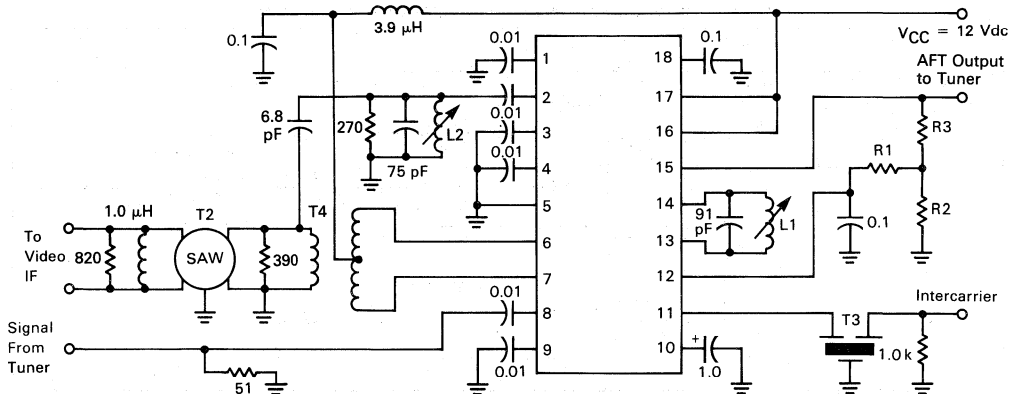 3.9 μH
0.1
VCC = 12 Vdc
AFT Output
to Tuner
0.01
1
18
0.1
2
17
0.01
6.8
pF
270
L2
75 pF
3
16
0.01
4
15
R3
R1
5
14
91
pF
L1
13
0.1
R2
1.0 μH
T2
T4
To
Video
IF
820
SAW
390
6
7
12
0.01
8
11
Intercarrier
T3
Signal
From
Tuner
9
0.01
10
+
1.0
1.0 k
51